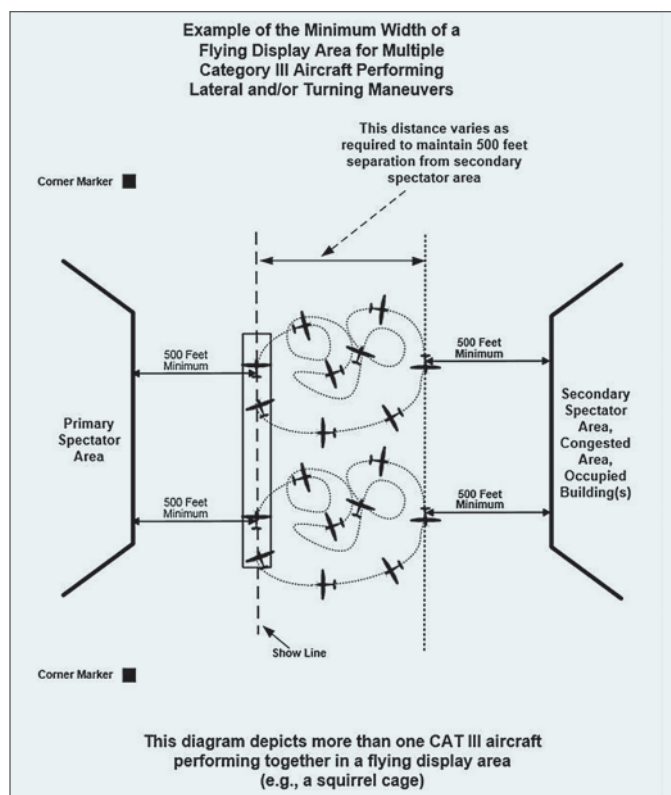 Example of the Minimum Width of a
Flying Display Area for Multiple
Category III Aircraft Performing
Lateral and/or Turning Maneuvers
This distance varies as
required to maintain 500 feet
separation from secondary
spectator area
Corner Marker
500 Feet
Minimum
500 Feet
Minimum
Primary
Spectator
Area
Secondary
Spectator
Area,
Congested
Area,
Occupied
Building(s)
500 Feet
Minimum
500 Feet
Minimum
Show Line
Corner Marker
This diagram depicts more than one CAT III aircraft
performing together in a flying display area
(e.g., a squirrel cage)